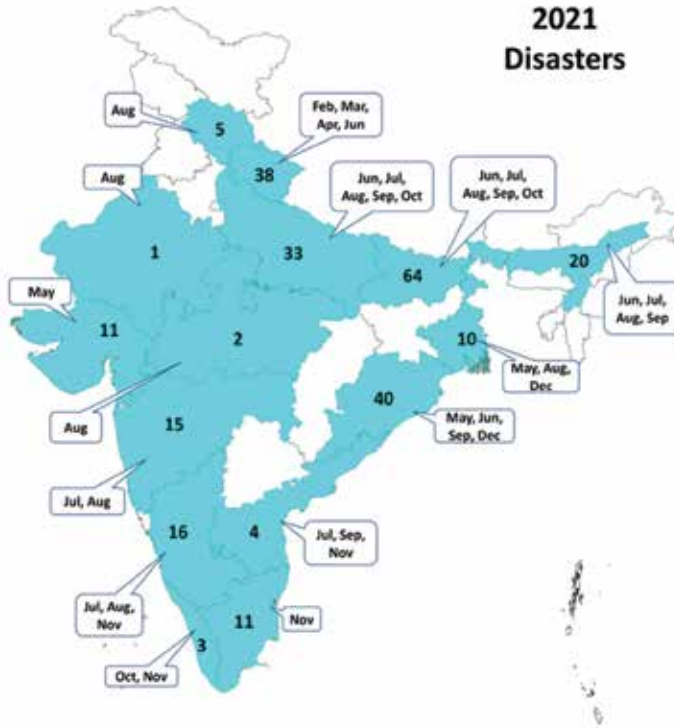 2021
Disasters
Aug
5
Feb, Mar,
Apr, Jun
38
Aug
Jun, Jul,
Aug, Sep, Oct
Jun, Jul,
Aug, Sep, Oct
1
33
64
20
May
11
2
10
Jun, Jul,
Aug, Sep
May, Aug,
Dec
Aug
15
40
May, Jun,
Sep, Dec
Jul, Aug
16
4
Jul, Sep,
Nov
Jul, Aug,
Nov
11
Nov
3
Oct, Nov